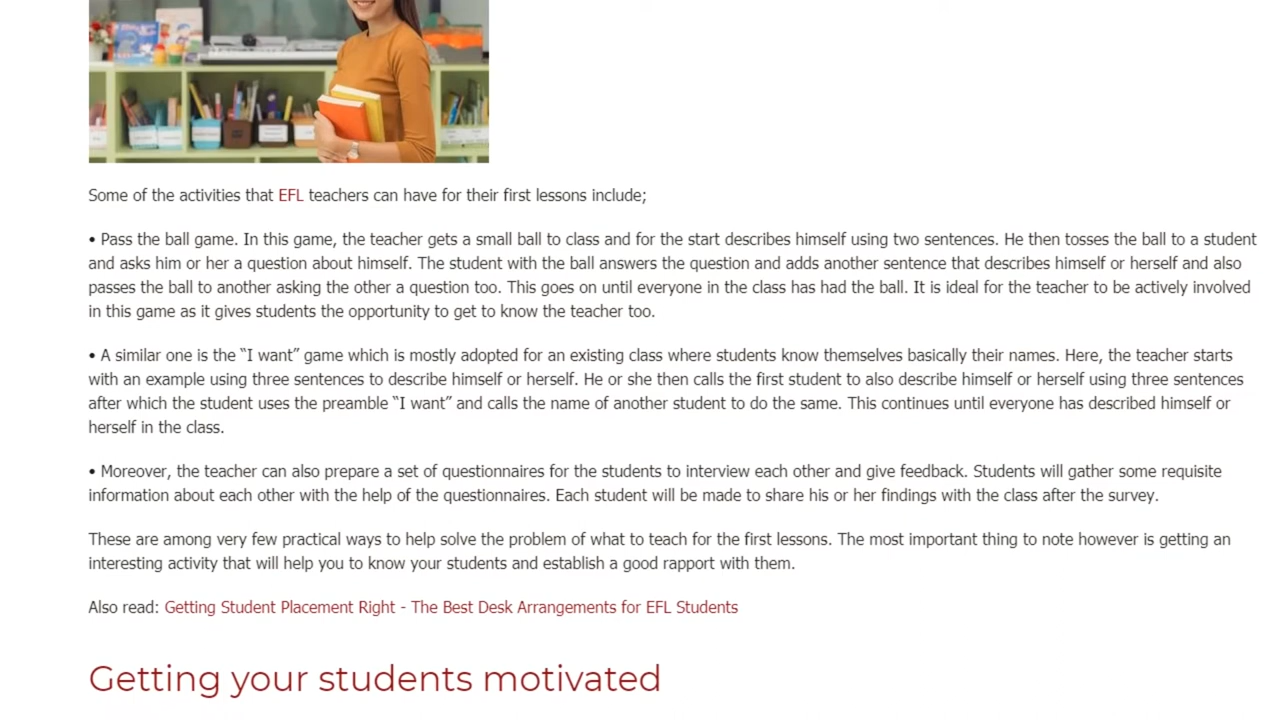 Some of the activities that EFL teachers can have for their first lessons include;
• Pass the ball game. In this game, the teacher gets a small ball to class and for the start describes himself using two sentences. He then tosses the ball to a student
and asks him or her a question about himself. The student with the ball answers the question and adds another sentence that describes himself or herself and also
passes the ball to another asking the other a question too. This goes on until everyone in the class has had the ball. It is ideal for the teacher to be actively involved
in this game as it gives students the opportunity to get to know the teacher too.
• A similar one is the “I want” game which is mostly adopted for an existing class where students know themselves basically their names. Here, the teacher starts
with an example using three sentences to describe himself or herself. He or she then calls the first student to also describe himself or herself using three sentences
after which the student uses the preamble “I want” and calls the name of another student to do the same. This continues until everyone has described himself or
herself in the class.
• Moreover, the teacher can also prepare a set of questionnaires for the students to interview each other and give feedback. Students will gather some requisite
information about each other with the help of the questionnaires. Each student will be made to share his or her findings with the class after the survey.
These are among very few practical ways to help solve the problem of what to teach for the first lessons. The most important thing to note however is getting an
interesting activity that will help you to know your students and establish a good rapport with them.
Also read: Getting Student Placement Right - The Best Desk Arrangements for EFL Students
Getting your students motivated